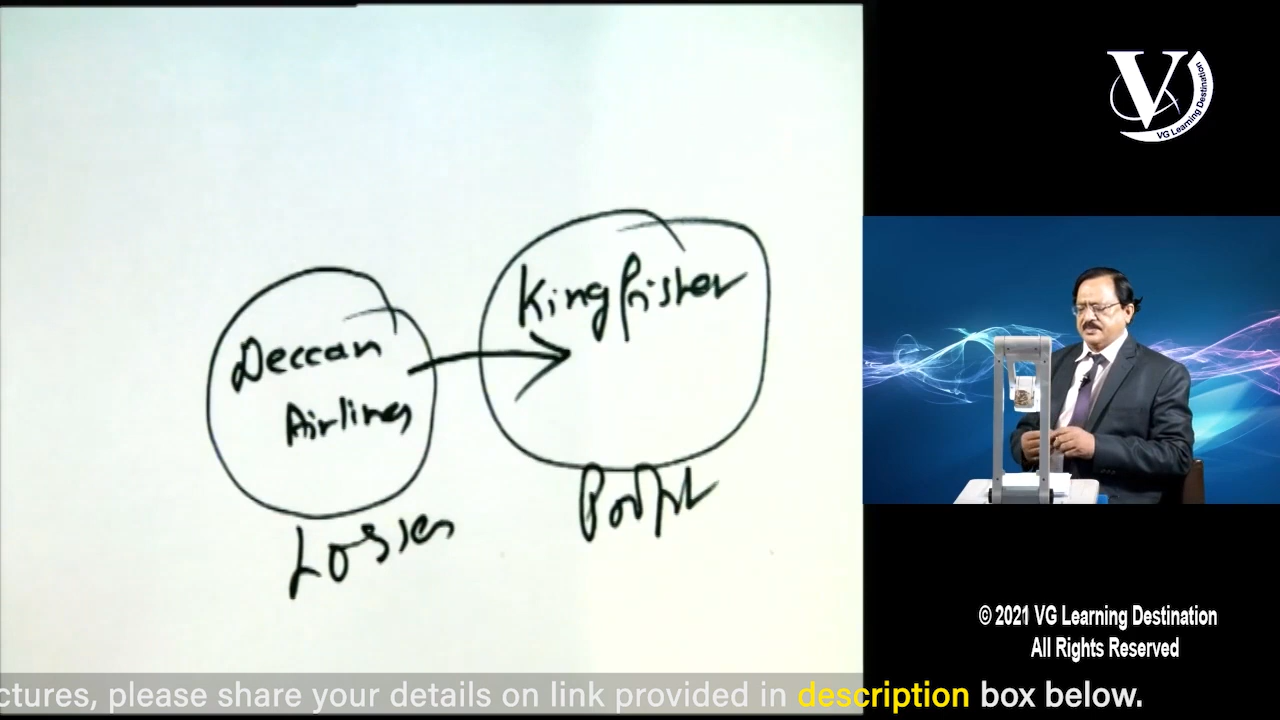 Kingfisher
Deccan
Airlines
Losses
Profit
V
VG Learning Destination
© 2021 VG Learning Destination
All Rights Reserved
ctures, please share your details on link provided in description box below.